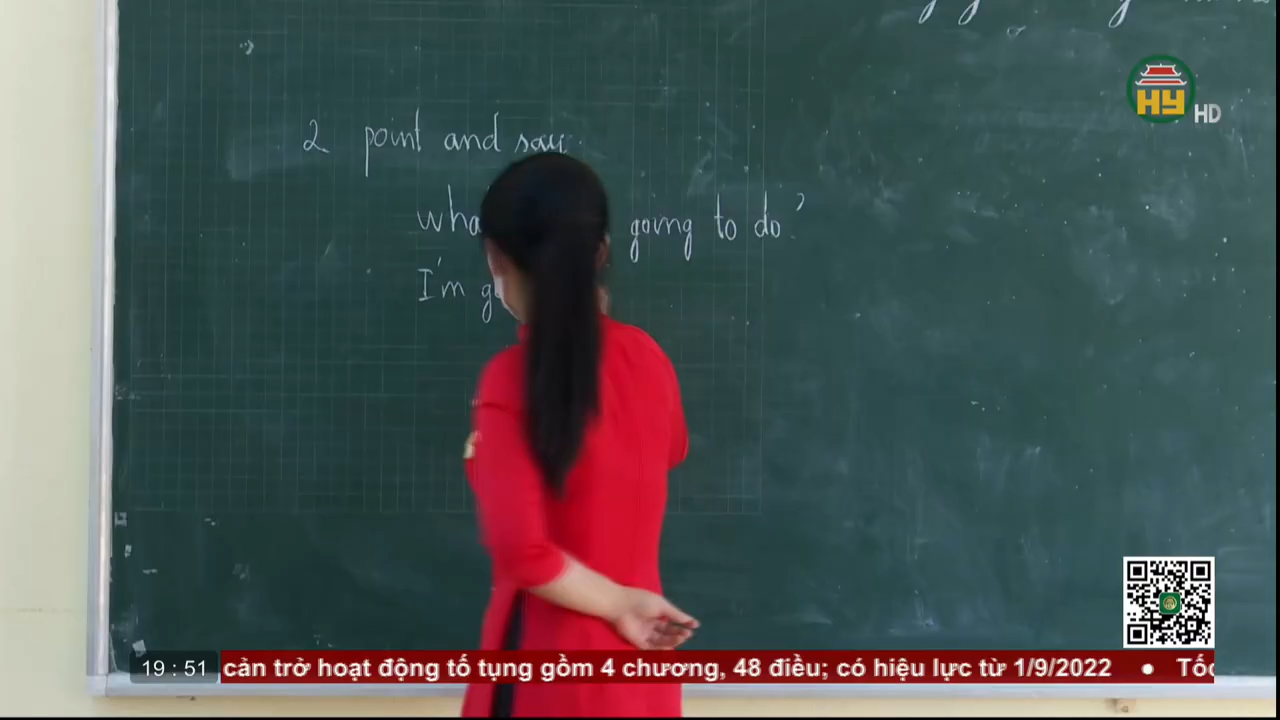 HY HD
2 point and say.
wha going to do?
I'm g
19 : 51 cản trở hoạt động tố tụng gồm 4 chương, 48 điều; có hiệu lực từ 1/9/2022 • Tốc